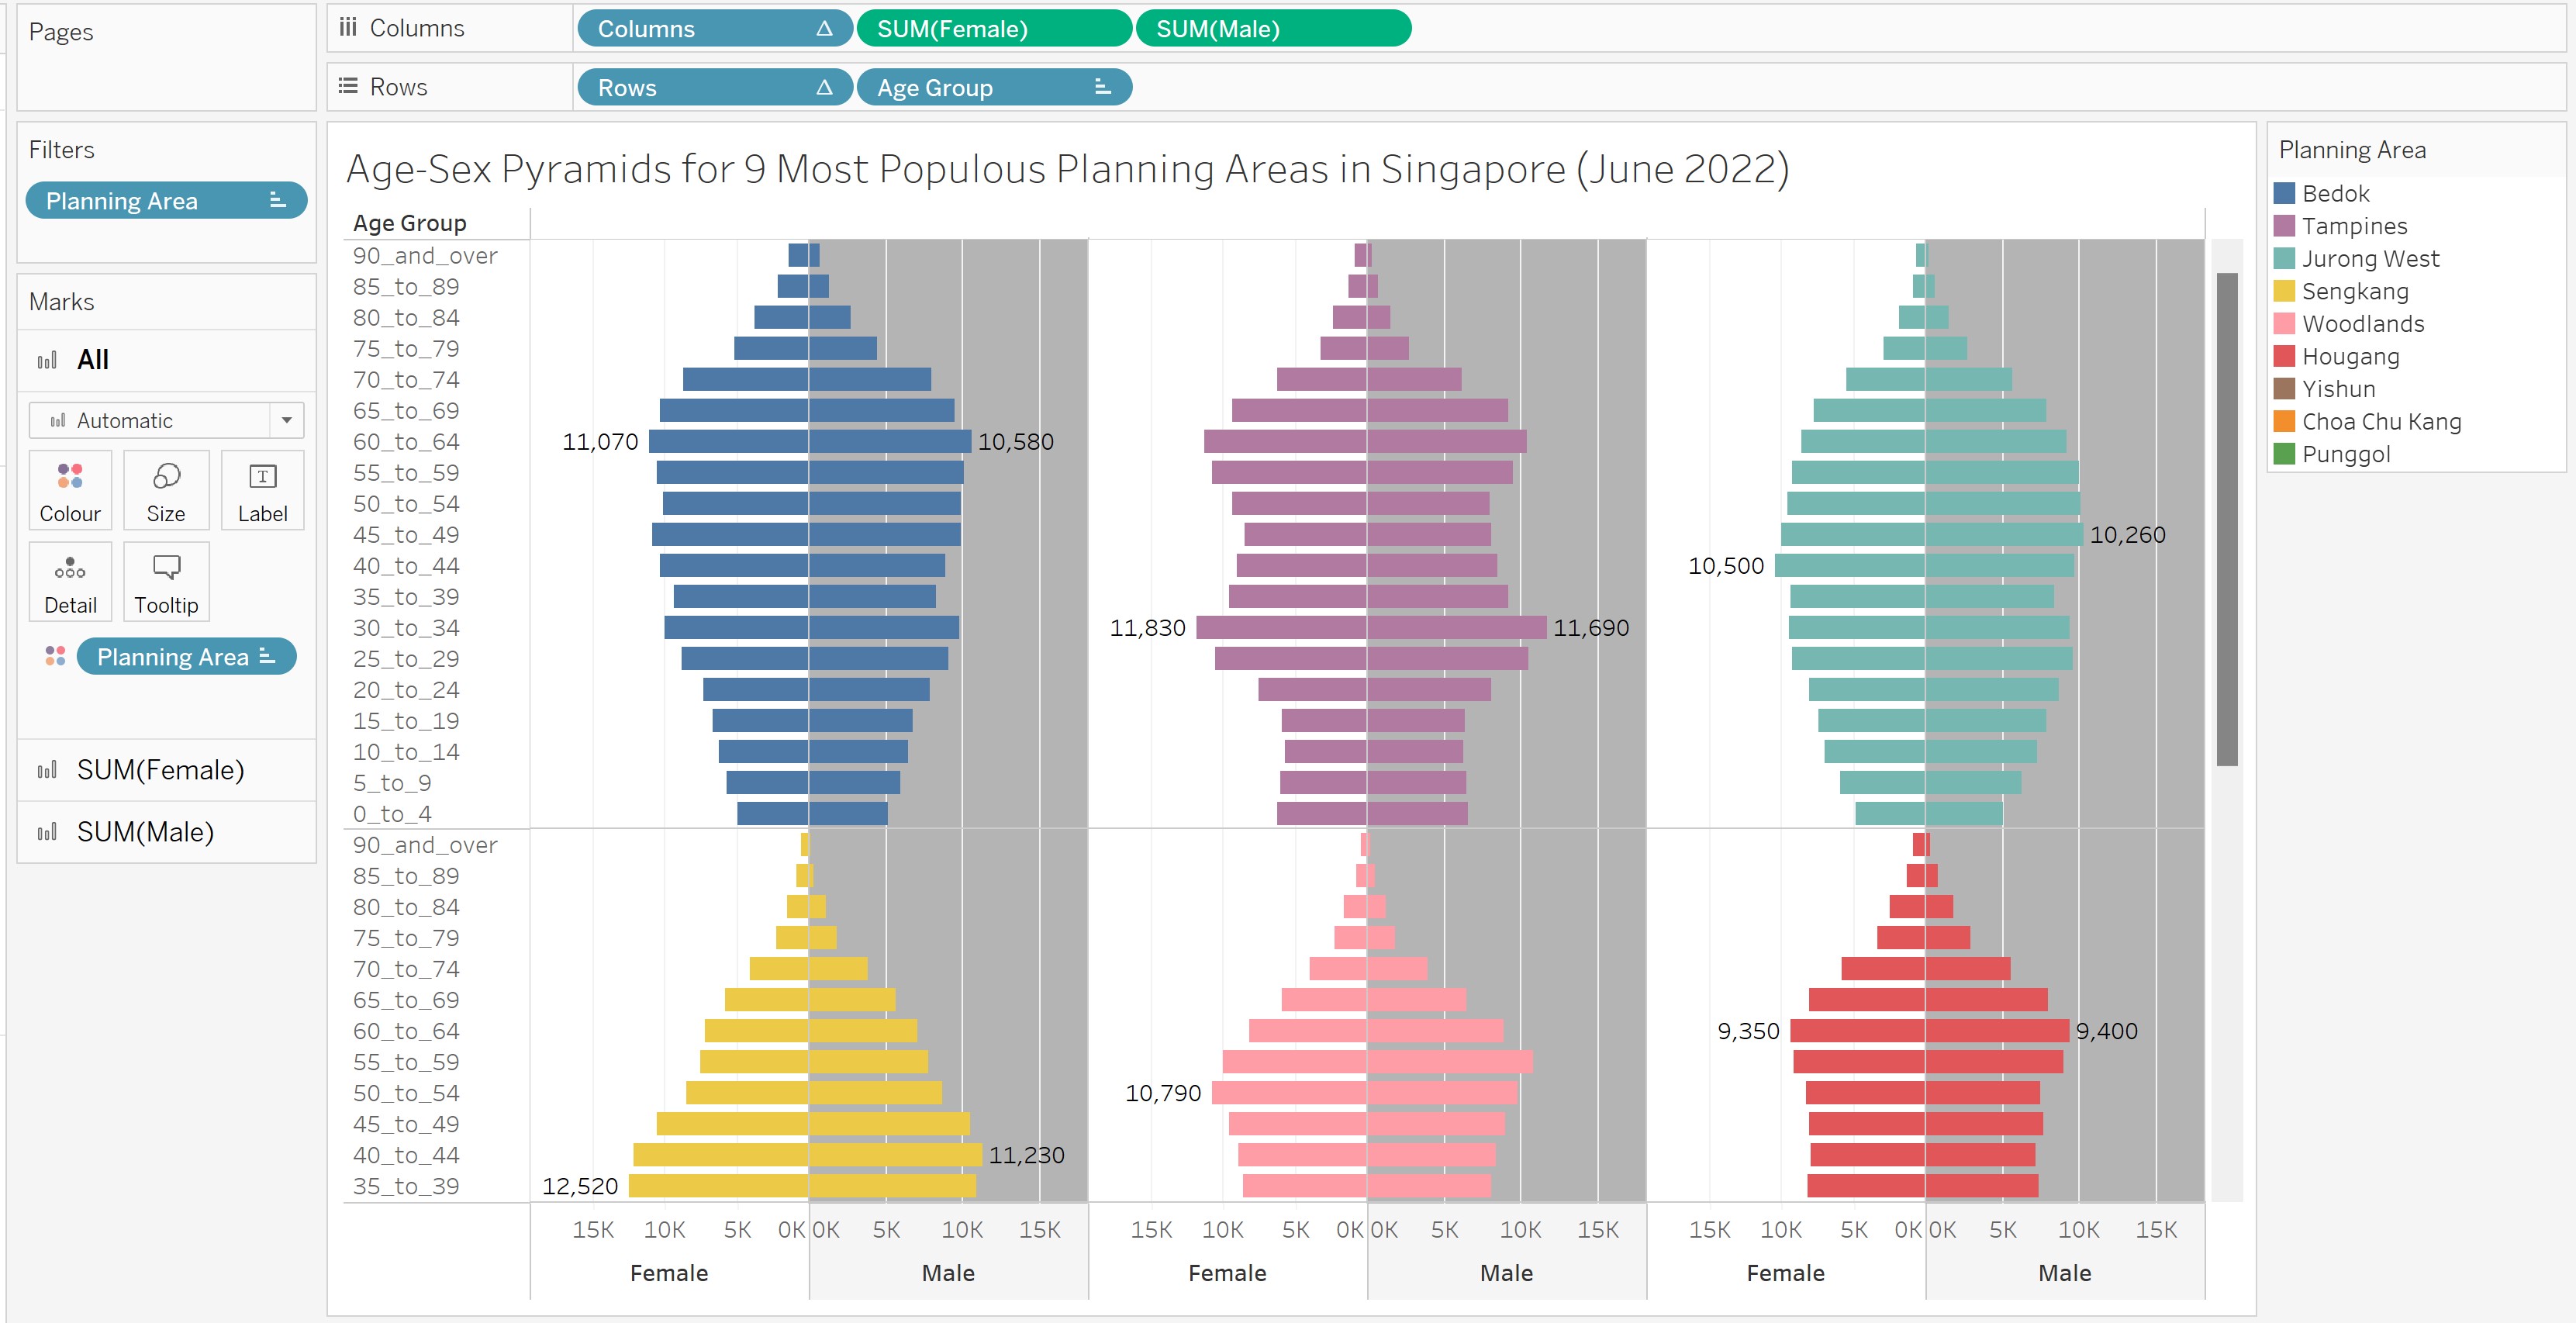 Pages
Columns
Columns
SUM(Female)
SUM(Male)
Rows
Rows
Age Group
Filters
Planning Area
Marks
All
Automatic
Colour
Size
Label
Detail
Tooltip
Planning Area
SUM(Female)
SUM(Male)
Age-Sex Pyramids for 9 Most Populous Planning Areas in Singapore (June 2022)
Age Group
90_and_over
85_to_89
80_to_84
75_to_79
70_to_74
65_to_69
60_to_64 11,070 10,580
55_to_59
50_to_54
45_to_49 10,260
40_to_44 10,500
35_to_39
30_to_34 11,830 11,690
25_to_29
20_to_24
15_to_19
10_to_14
5_to_9
0_to_4
90_and_over
85_to_89
80_to_84
75_to_79
70_to_74
65_to_69
60_to_64 9,350 9,400
55_to_59
50_to_54 10,790
45_to_49
40_to_44 11,230
35_to_39 12,520
15K 10K 5K 0K 0K 5K 10K 15K 15K 10K 5K 0K 0K 5K 10K 15K 15K 10K 5K 0K 0K 5K 10K 15K
Female Male Female Male Female Male
Planning Area
Bedok
Tampines
Jurong West
Sengkang
Woodlands
Hougang
Yishun
Choa Chu Kang
Punggol